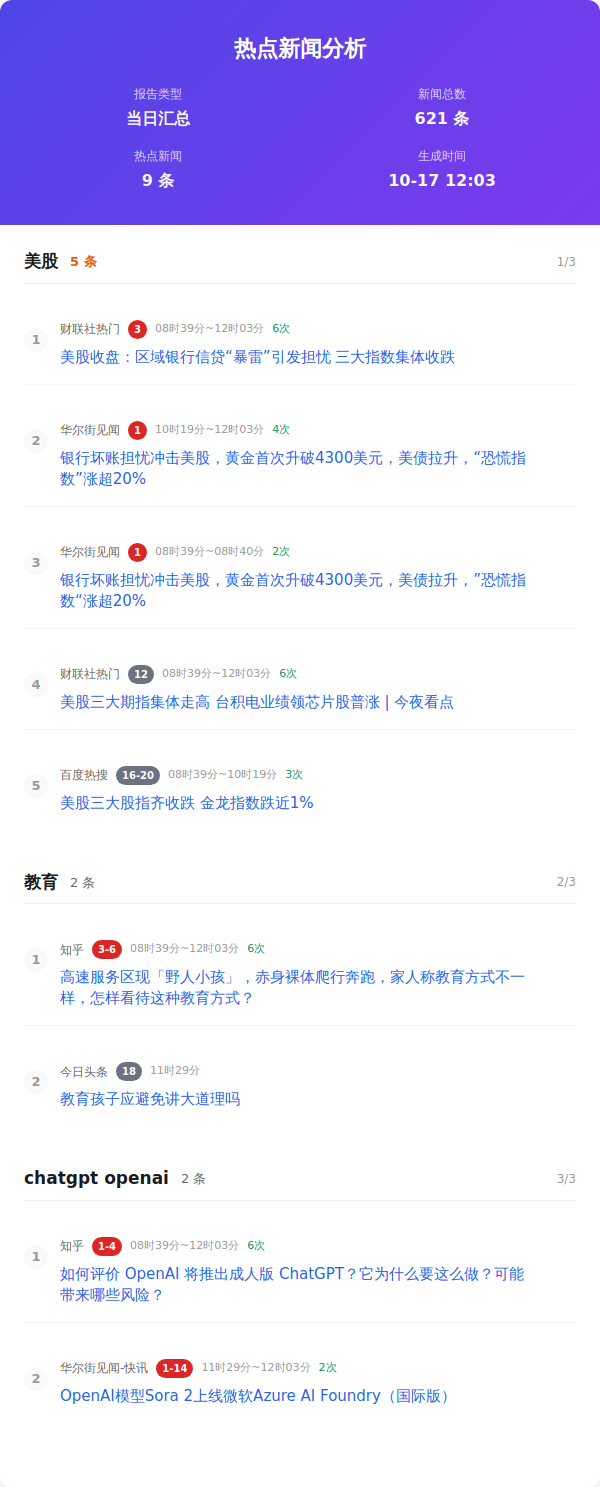 热点新闻分析
报告类型
新闻总数
当日汇总
621 条
热点新闻
生成时间
9 条
10-17 12:03
美股 5 条 1/3
1
财联社热门 3 08时39分~12时03分 6次
美股收盘：区域银行信贷“暴雷”引发担忧 三大指数集体收跌
2
华尔街见闻 1 10时19分~12时03分 4次
银行坏账担忧冲击美股，黄金首次升破4300美元，美债拉升，“恐慌指
数”涨超20%
3
华尔街见闻 1 08时39分~08时40分 2次
银行坏账担忧冲击美股，黄金首次升破4300美元，美债拉升，”恐慌指
数“涨超20%
4
财联社热门 12 08时39分~12时03分 6次
美股三大期指集体走高 台积电业绩领芯片股普涨 | 今夜看点
5
百度热搜 16-20 08时39分~10时19分 3次
美股三大股指齐收跌 金龙指数跌近1%
教育 2 条 2/3
1
知乎 3-6 08时39分~12时03分 6次
高速服务区现「野人小孩」，赤身裸体爬行奔跑，家人称教育方式不一
样，怎样看待这种教育方式？
2
今日头条 18 11时29分
教育孩子应避免讲大道理吗
chatgpt openai 2 条 3/3
1
知乎 1-4 08时39分~12时03分 6次
如何评价 OpenAI 将推出成人版 ChatGPT？它为什么要这么做？可能
带来哪些风险？
2
华尔街见闻-快讯 1-14 11时29分~12时03分 2次
OpenAI模型Sora 2上线微软Azure AI Foundry（国际版）